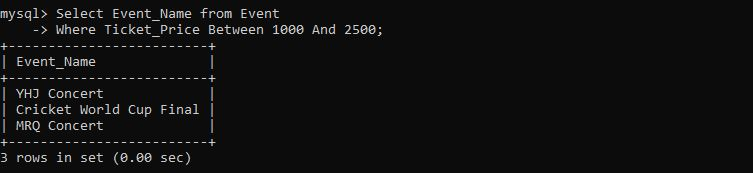 mysql> Select Event_Name from Event
    -> Where Ticket_Price Between 1000 And 2500;
+-------------------------+
| Event_Name              |
+-------------------------+
| YHJ Concert             |
| Cricket World Cup Final |
| MRQ Concert             |
+-------------------------+
3 rows in set (0.00 sec)